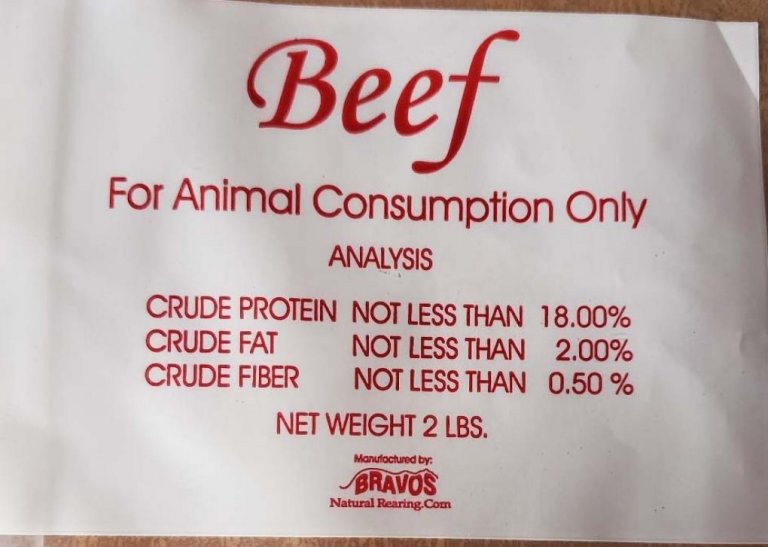 Beef
For Animal Consumption Only
ANALYSIS
CRUDE PROTEIN NOT LESS THAN 18.00%
CRUDE FAT NOT LESS THAN 2.00%
CRUDE FIBER NOT LESS THAN 0.50 %
NET WEIGHT 2 LBS.
Manufactured by:
BRAVOS
Natural Rearing.Com